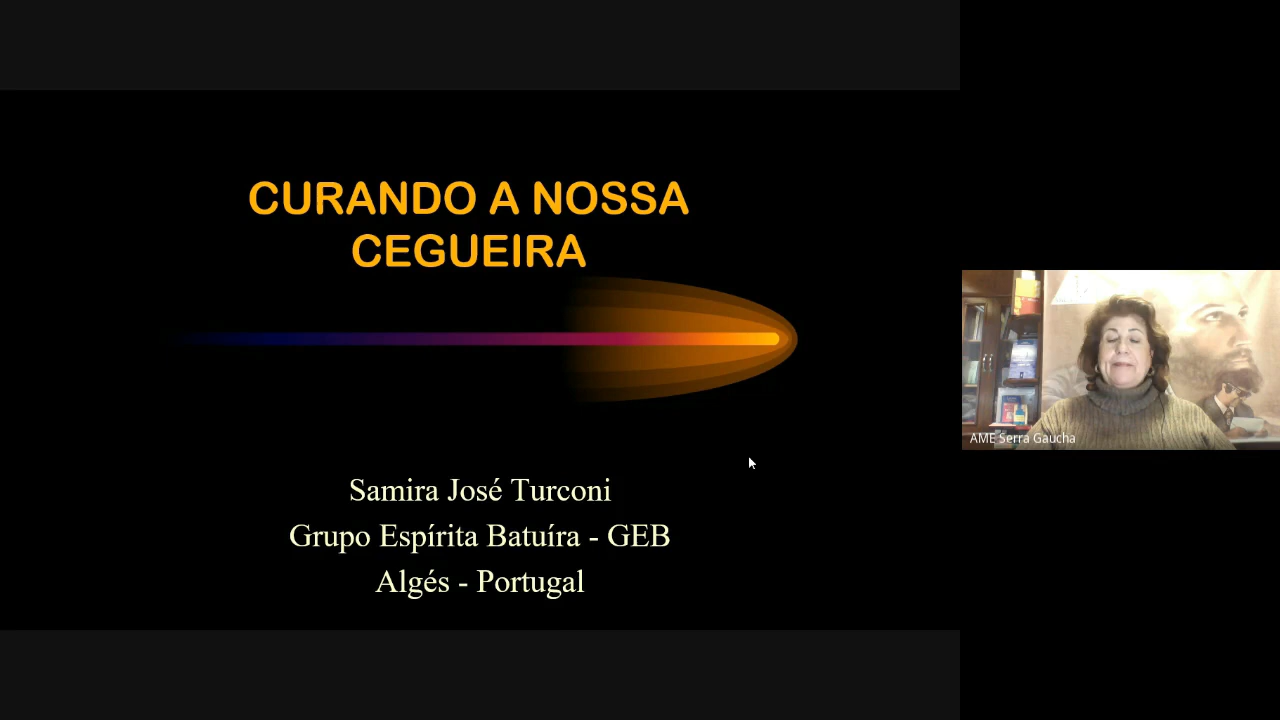 CURANDO A NOSSA
CEGUEIRA
Samira José Turconi
Grupo Espírita Batuíra - GEB
Algés - Portugal
AME Serra Gaucha